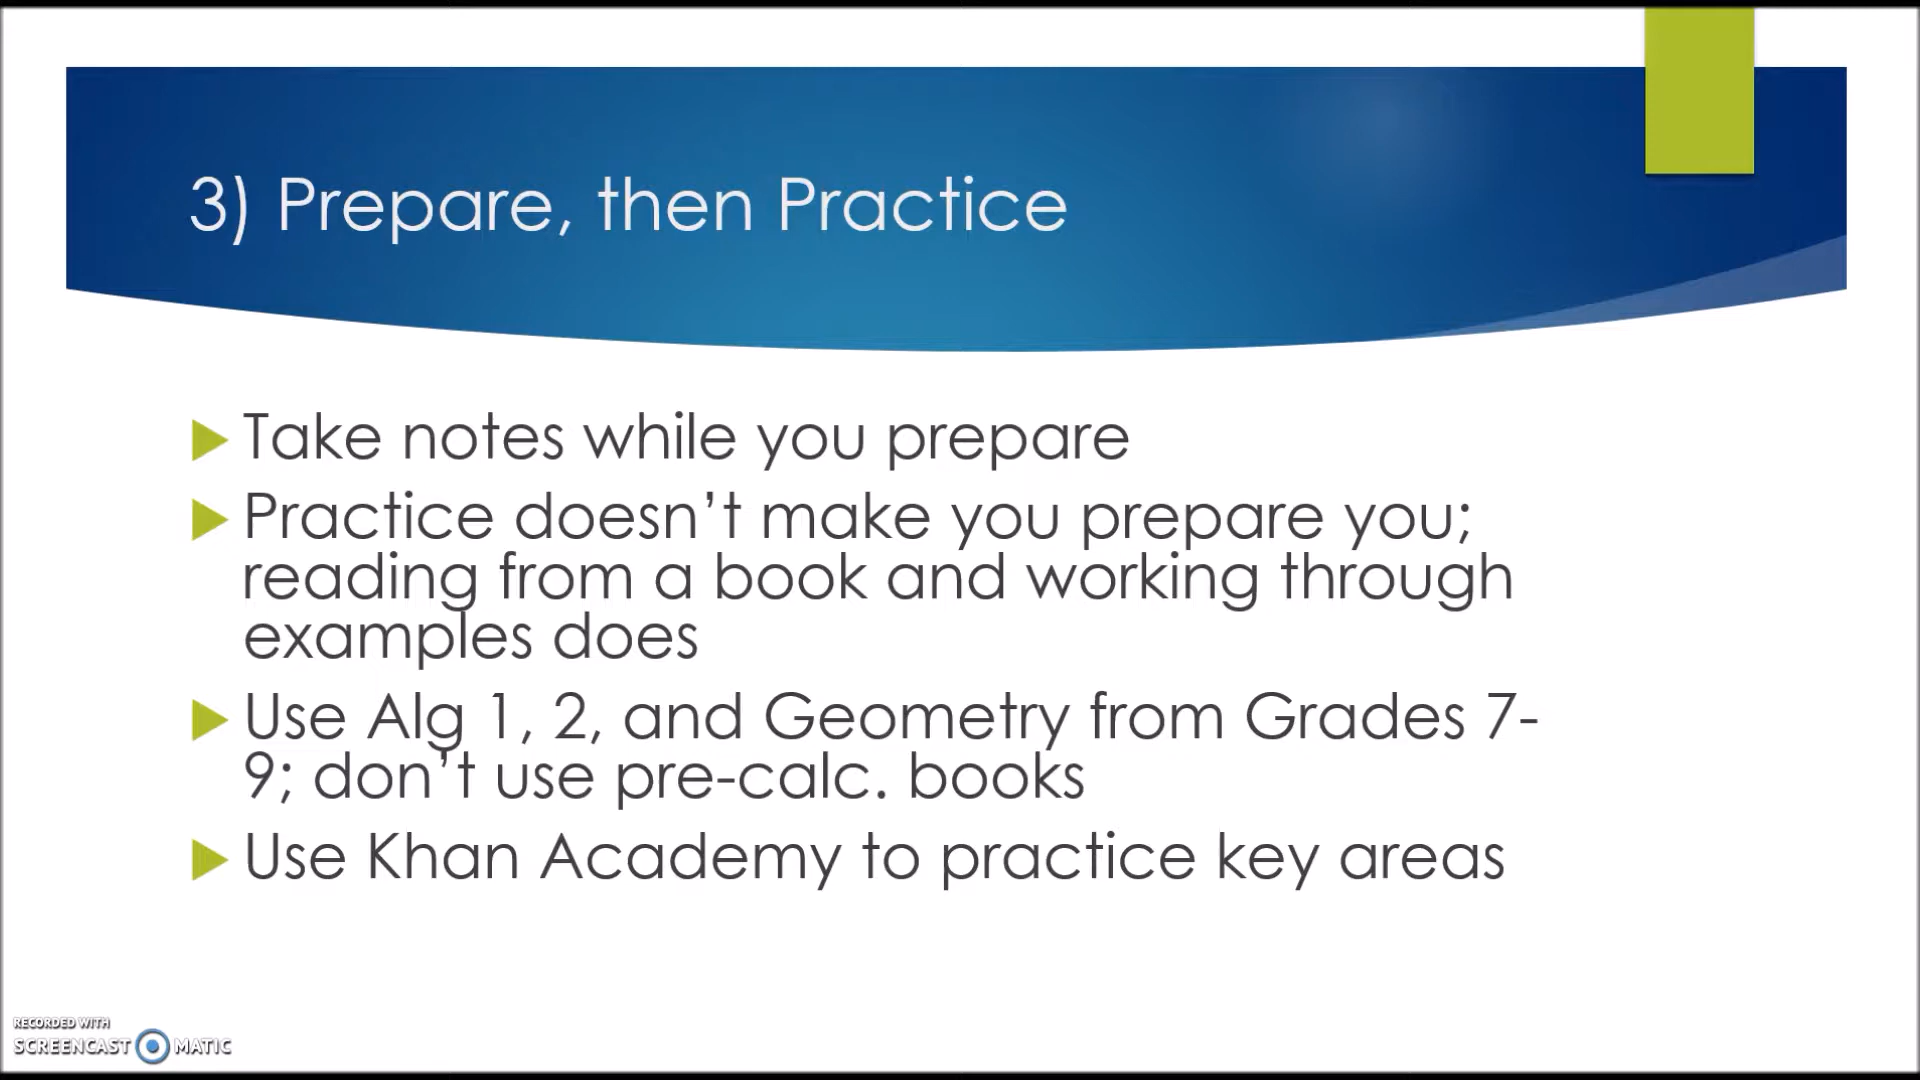 3) Prepare, then Practice
Take notes while you prepare
Practice doesn't make you prepare you;
reading from a book and working through
examples does
Use Alg 1, 2, and Geometry from Grades 7-
9; don't use pre-calc. books
Use Khan Academy to practice key areas
RECORDED WITH
SCREENCAST MATIC